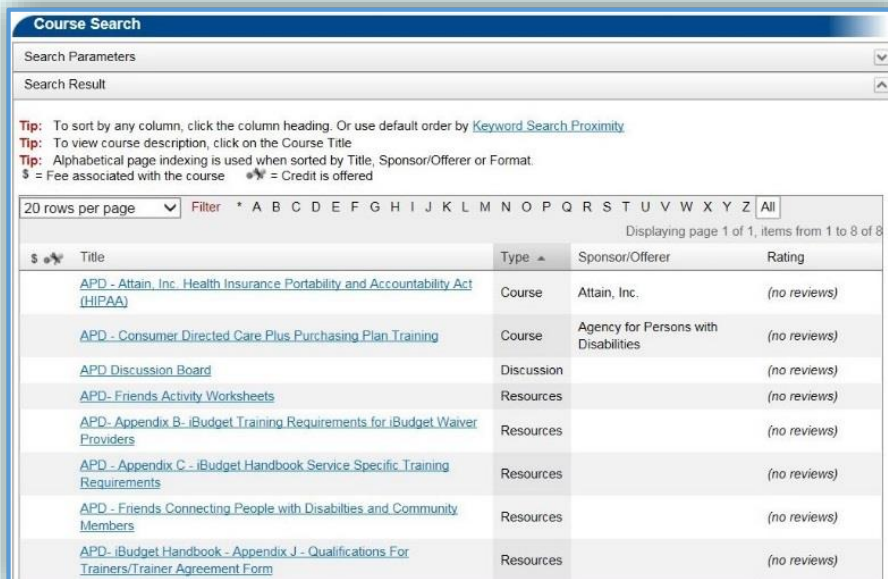 Course Search
Search Parameters
Search Result
Tip: To sort by any column, click the column heading. Or use default order by Keyword Search Proximity
Tip: To view course description, click on the Course Title
Tip: Alphabetical page indexing is used when sorted by Title, Sponsor/Offerer or Format.
$ = Fee associated with the course = Credit is offered
20 rows per page Filter * A B C D E F G H I J K L M N O P Q R S T U V W X Y Z All
Displaying page 1 of 1, items from 1 to 8 of 8
$ Title Type Sponsor/Offerer Rating
APD - Attain, Inc. Health Insurance Portability and Accountability Act
(HIPAA) Course Attain, Inc. (no reviews)
APD - Consumer Directed Care Plus Purchasing Plan Training Course Agency for Persons with
Disabilities (no reviews)
APD Discussion Board Discussion (no reviews)
APD- Friends Activity Worksheets Resources (no reviews)
APD- Appendix B- iBudget Training Requirements for iBudget Waiver
Providers Resources (no reviews)
APD - Appendix C - iBudget Handbook Service Specific Training
Requirements Resources (no reviews)
APD - Friends Connecting People with Disabilties and Community
Members Resources (no reviews)
APD- iBudget Handbook - Appendix J - Qualifications For
Trainers/Trainer Agreement Form Resources (no reviews)